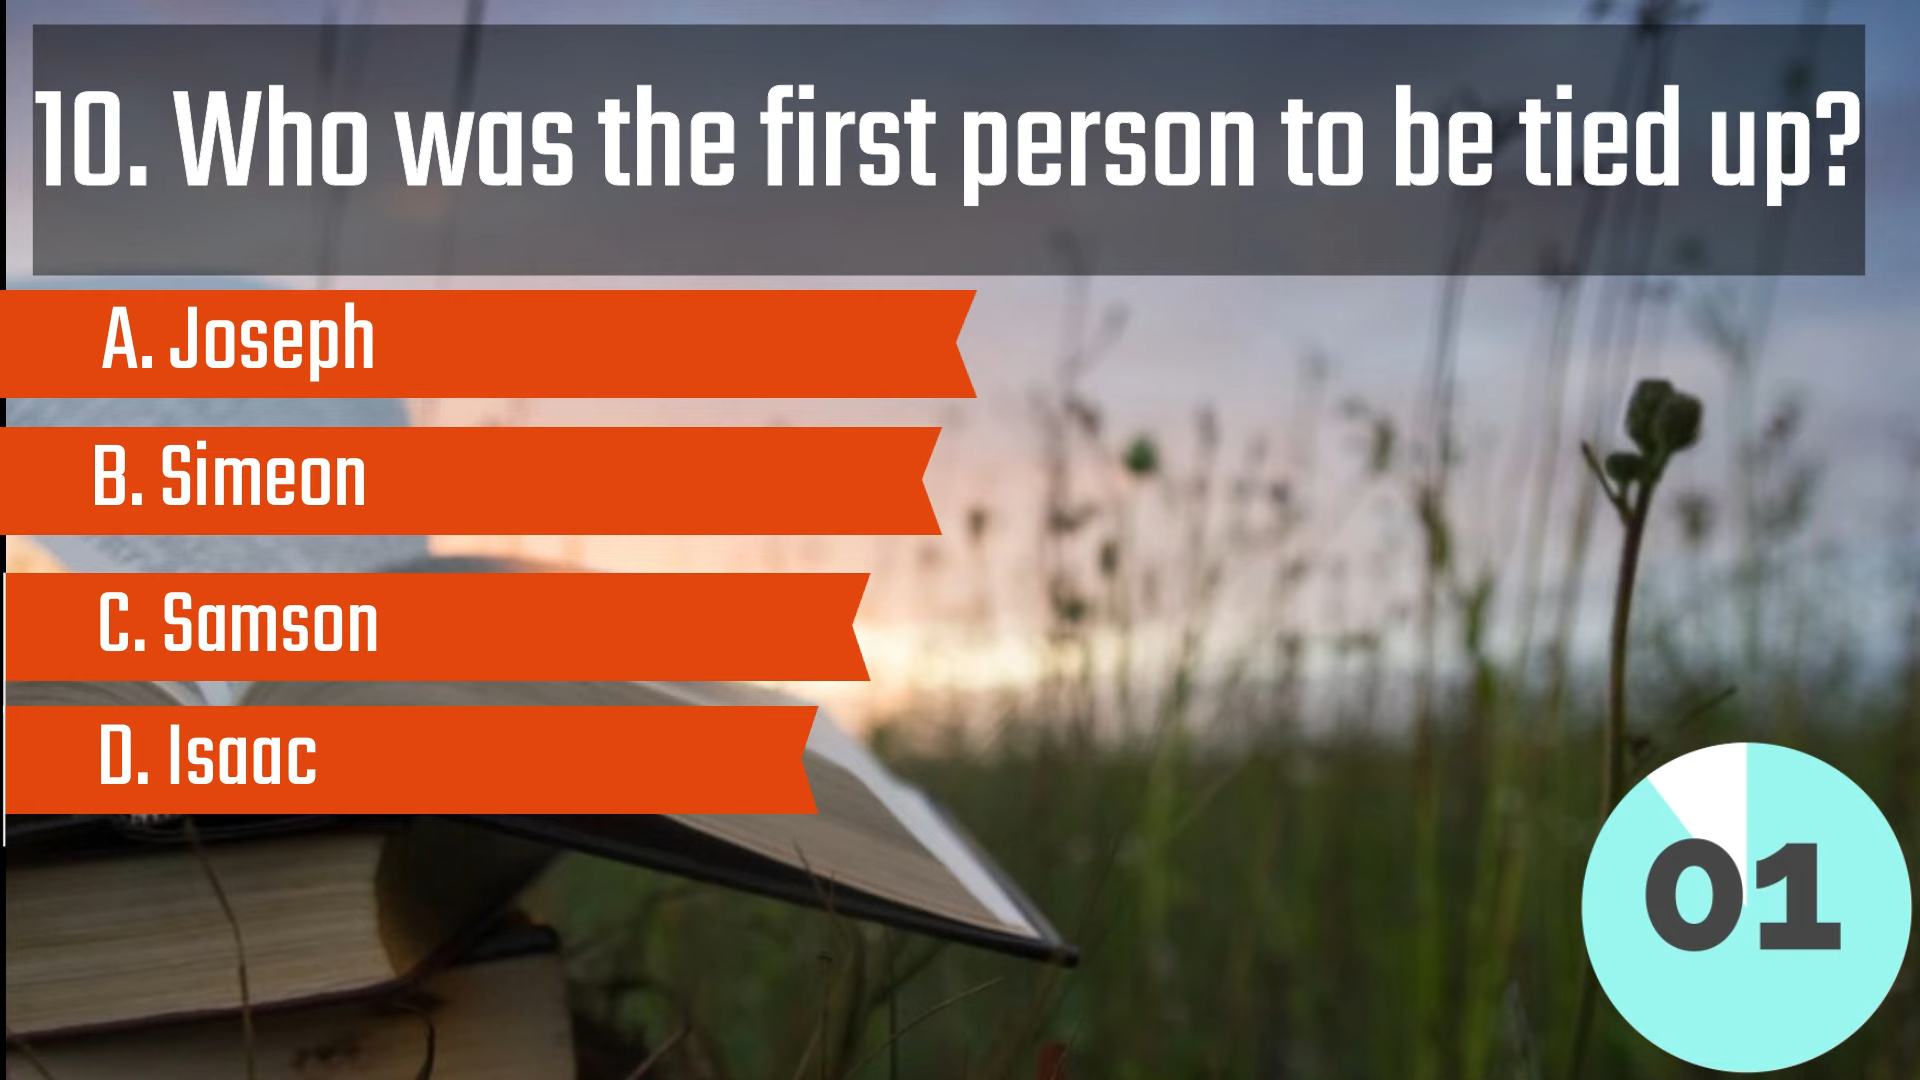 10. Who was the first person to be tied up?
A. Joseph
B. Simeon
C. Samson
D. Isaac
01